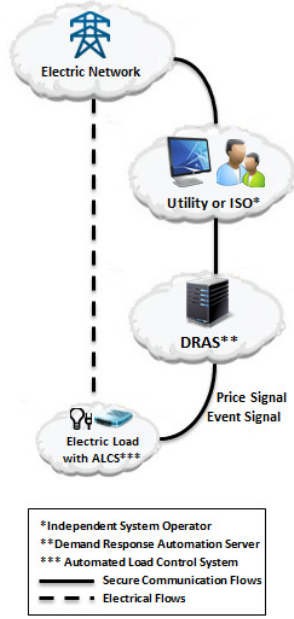 Electric Network
Utility or ISO*
DRAS**
Price Signal
Event Signal
Electric Load
with ALCS***
*Independent System Operator
**Demand Response Automation Server
*** Automated Load Control System
Secure Communication Flows
Electrical Flows